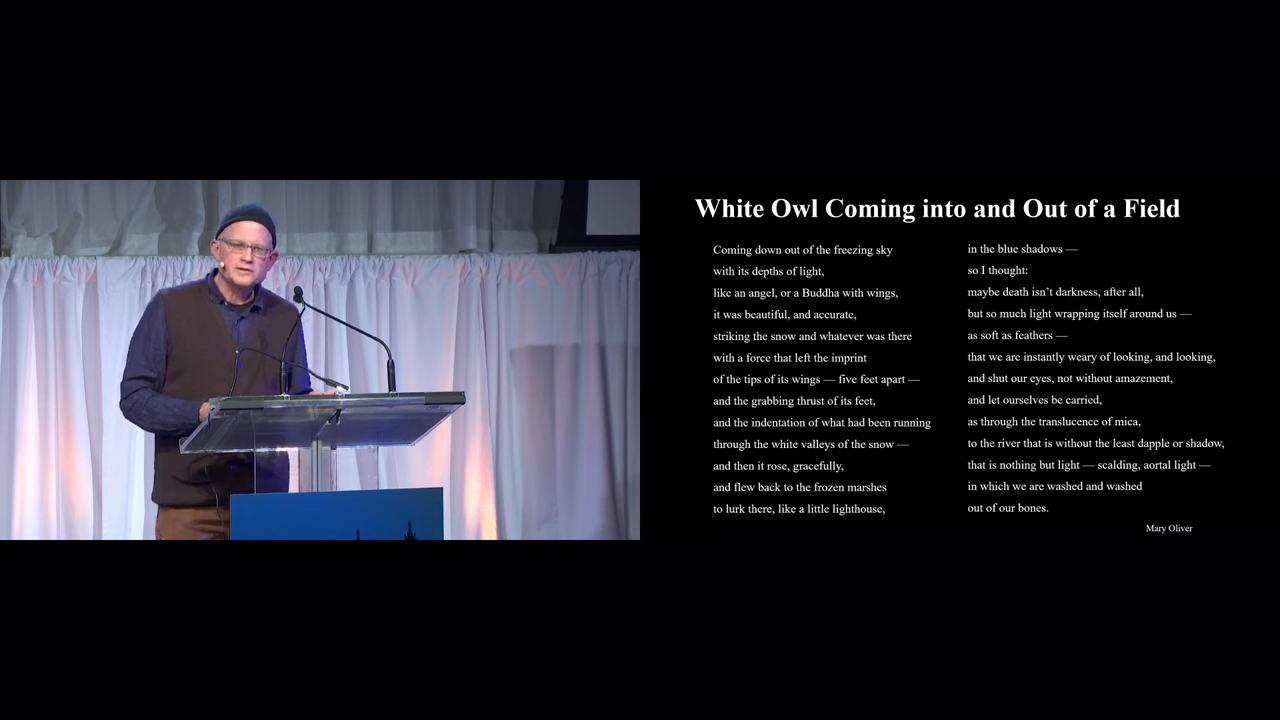 White Owl Coming into and Out of a Field
Coming down out of the freezing sky
with its depths of light,
like an angel, or a Buddha with wings,
it was beautiful, and accurate,
striking the snow and whatever was there
with a force that left the imprint
of the tips of its wings — five feet apart —
and the grabbing thrust of its feet,
and the indentation of what had been running
through the white valleys of the snow —
and then it rose, gracefully,
and flew back to the frozen marshes
to lurk there, like a little lighthouse,
in the blue shadows —
so I thought:
maybe death isn't darkness, after all,
but so much light wrapping itself around us —
as soft as feathers —
that we are instantly weary of looking, and looking,
and shut our eyes, not without amazement,
and let ourselves be carried,
as through the translucence of mica,
to the river that is without the least dapple or shadow,
that is nothing but light — scalding, aortal light —
in which we are washed and washed
out of our bones.
Mary Oliver